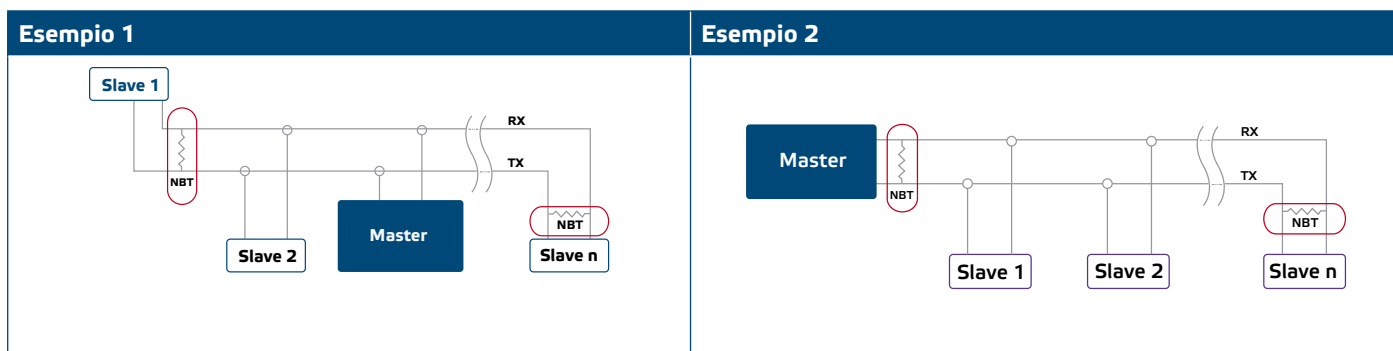 Esempio 1
Slave 1
RX
TX
NBT
NBT
Master
Slave 2
Slave n
Esempio 2
RX
Master
TX
NBT
NBT
Slave 1
Slave 2
Slave n